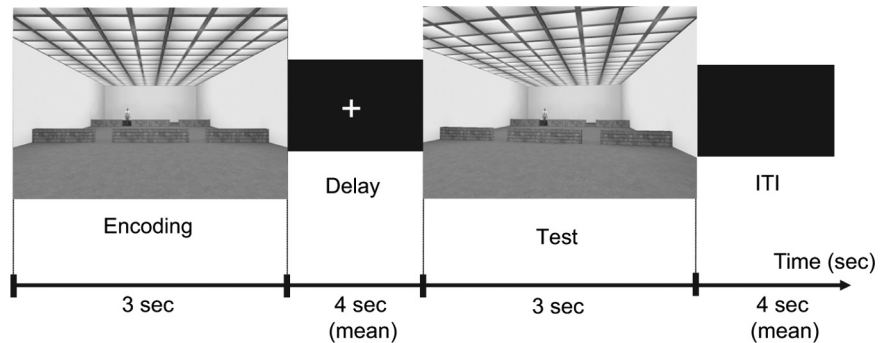 +
Encoding
Delay
Test
ITI
Time (sec)
3 sec
4 sec
(mean)
3 sec
4 sec
(mean)